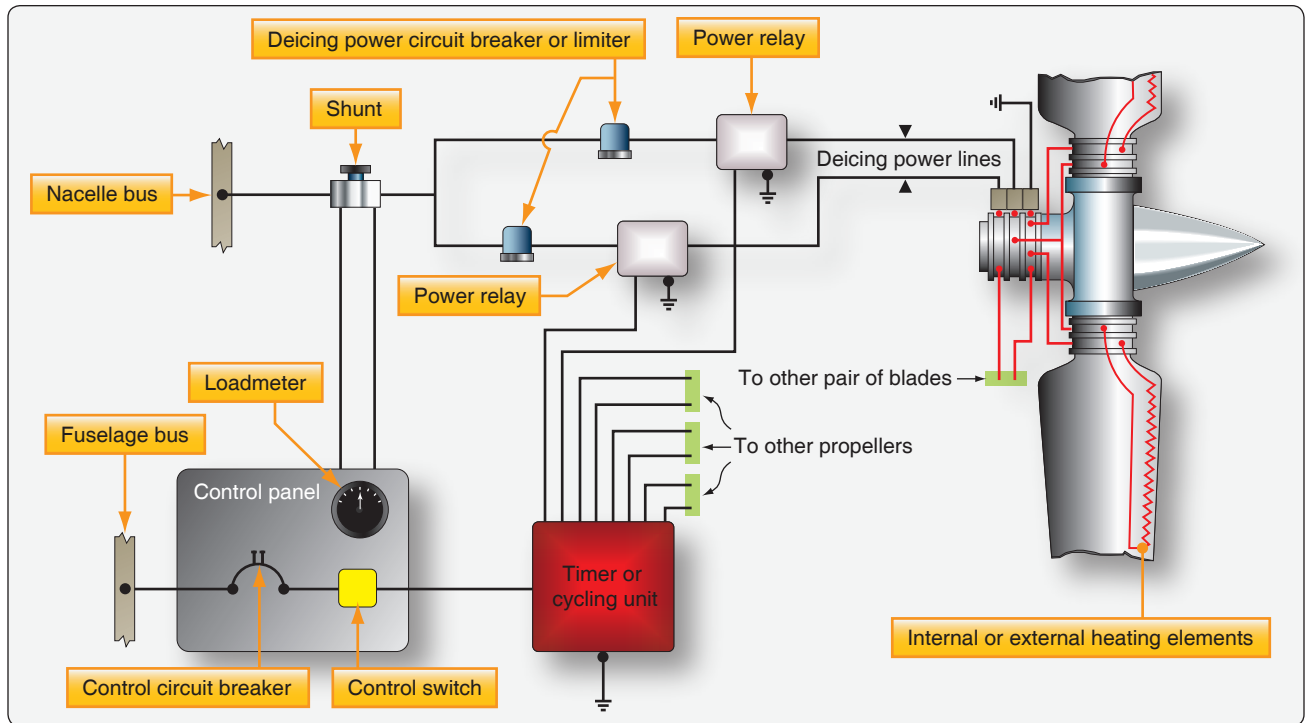 Deicing power circuit breaker or limiter
Power relay
Shunt
Nacelle bus
Deicing power lines
Power relay
Loadmeter
To other pair of blades
Fuselage bus
To other propellers
Control panel
Timer or
cycling unit
Internal or external heating elements
Control circuit breaker
Control switch